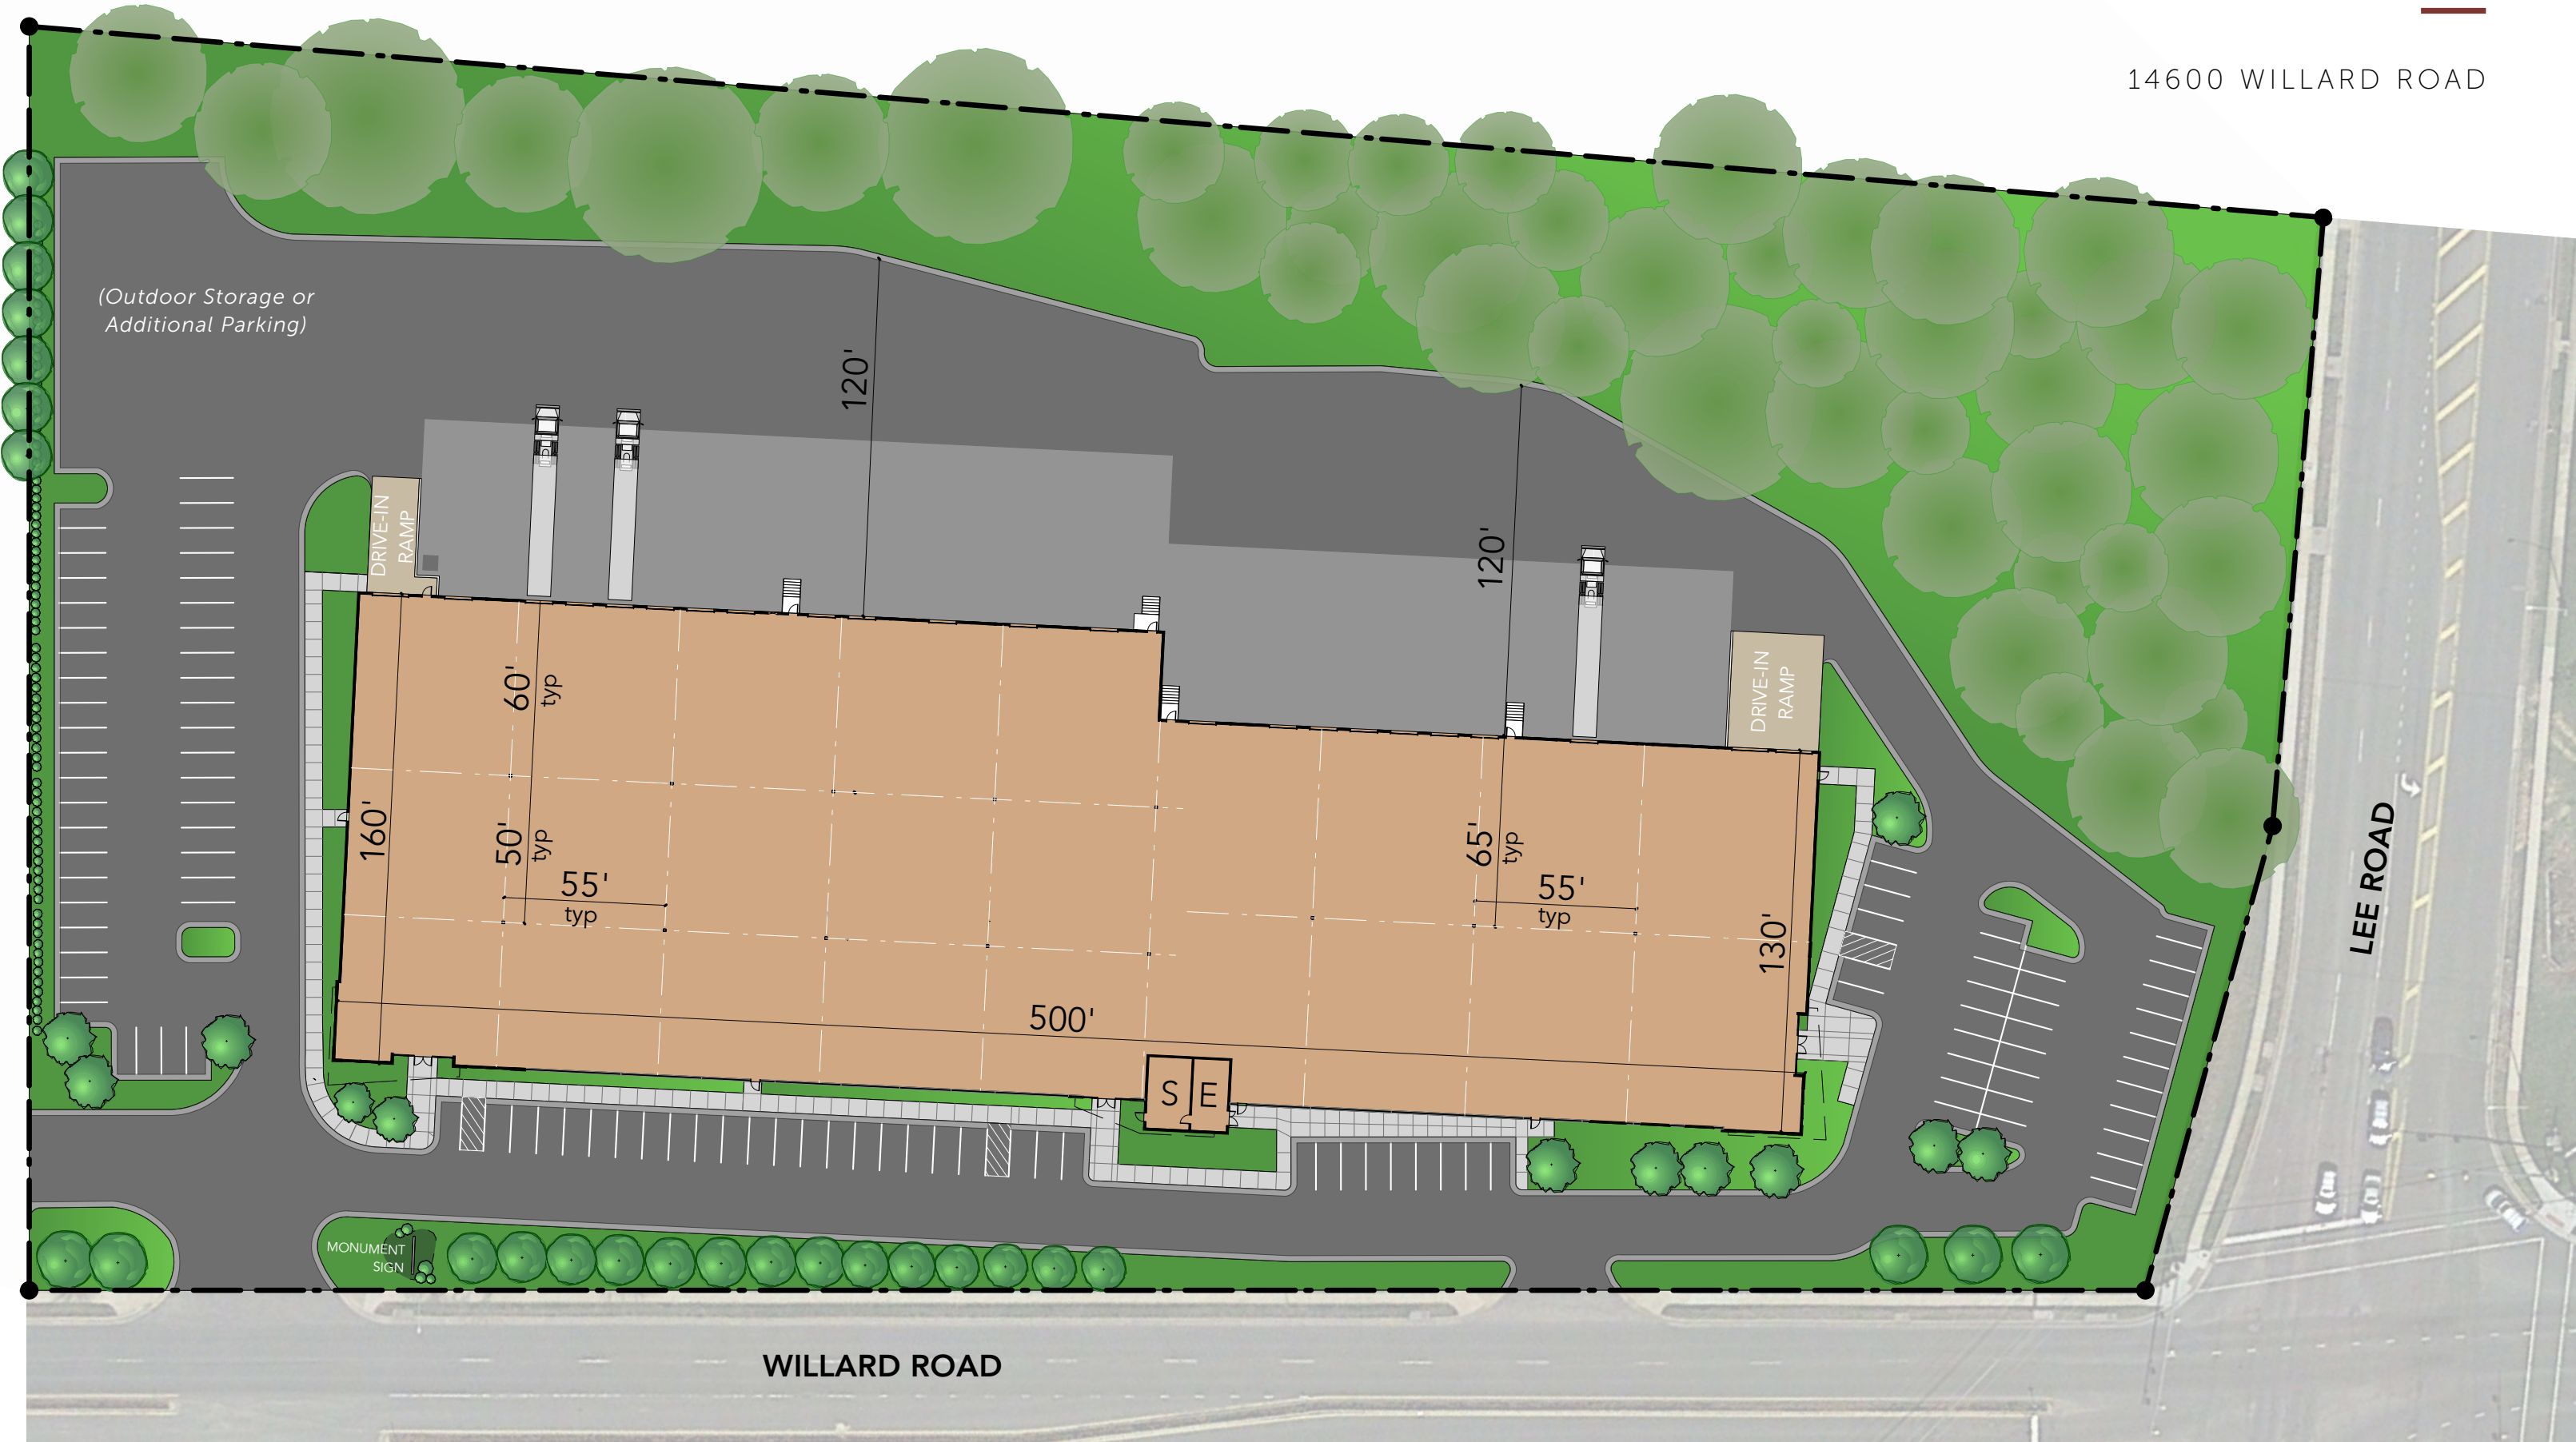 14600 WILLARD ROAD
(Outdoor Storage or
Additional Parking)
120'
120'
DRIVE-IN
RAMP
DRIVE-IN
RAMP
60'
typ
160'
50'
typ
55'
typ
65'
typ
55'
typ
130'
500'
S
E
LEE ROAD
MONUMENT
SIGN
WILLARD ROAD